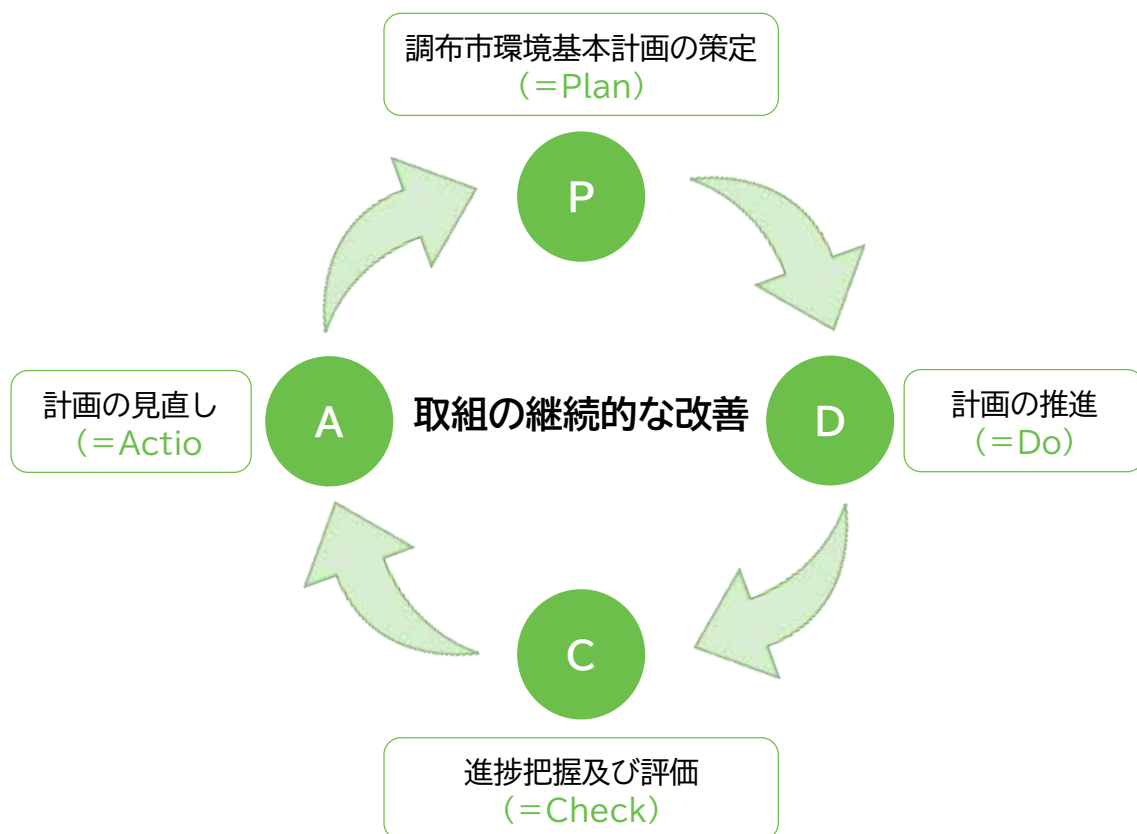 調布市環境基本計画の策定
(=Plan)
P
計画の見直し
(=Actio
A
取組の継続的な改善
D
計画の推進
(=Do)
C
進捗把握及び評価
(=Check)